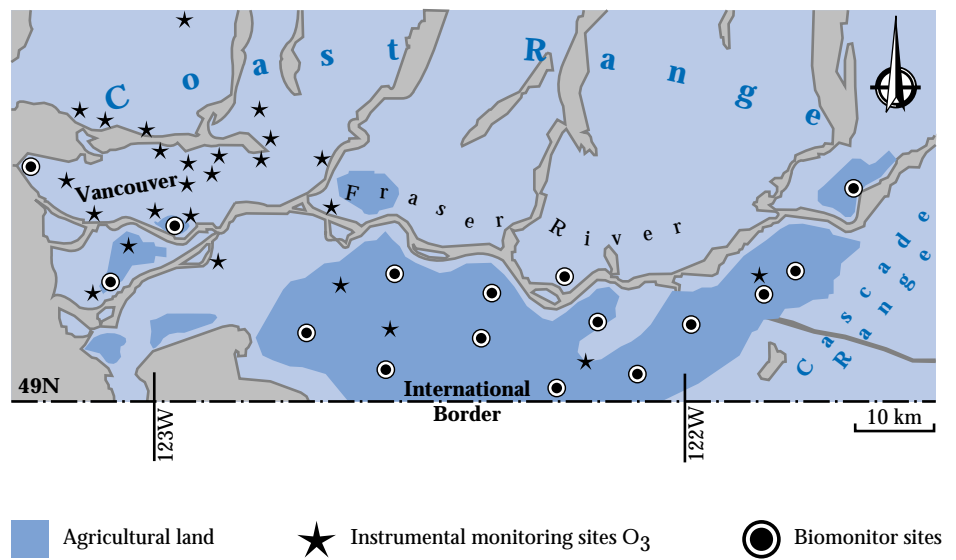 Coast Range
Vancouver
Fraser River
Cascade
Range
49N
International
Border
123W
122W
10 km
Agricultural land
Instrumental monitoring sites O₃
Biomonitor sites